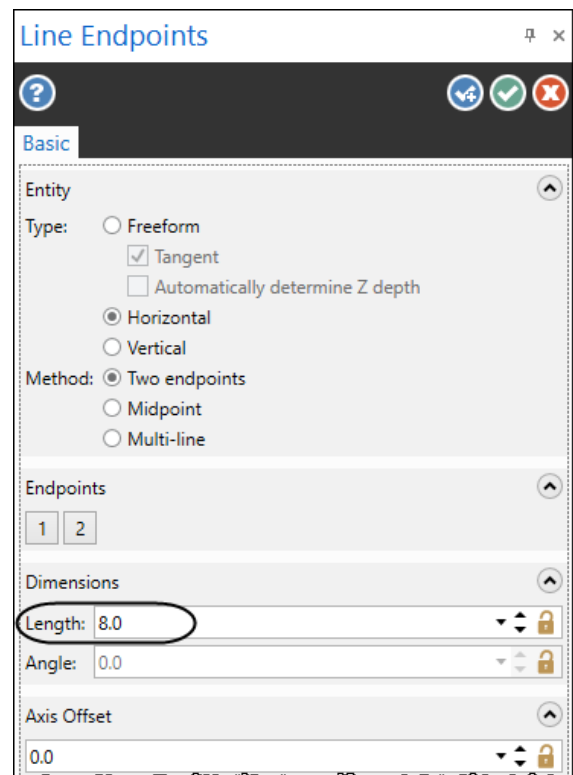 Line Endpoints
Basic
Entity
Type: Freeform
Tangent
Automatically determine Z depth
Horizontal
Vertical
Method: Two endpoints
Midpoint
Multi-line
Endpoints
1 2
Dimensions
Length: 8.0
Angle: 0.0
Axis Offset
0.0